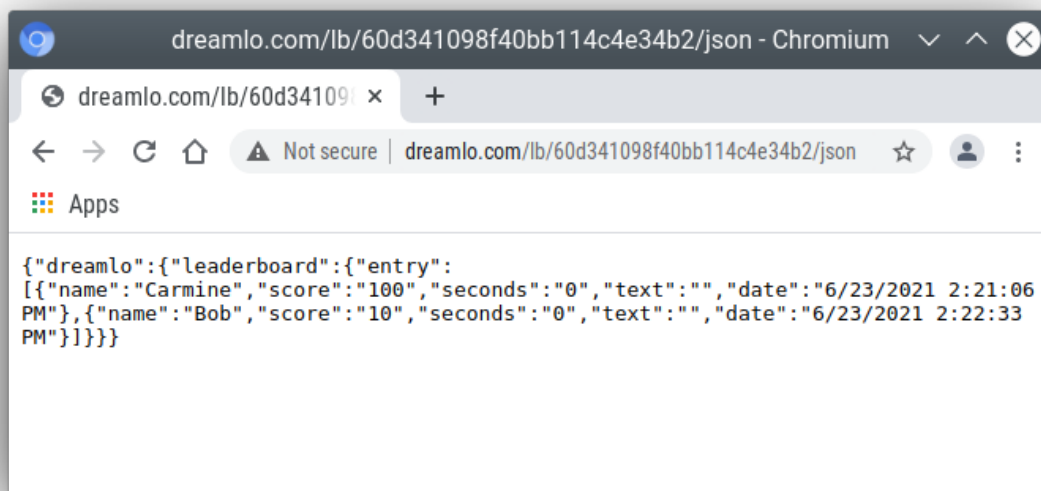 dreamlo.com/lb/60d341098f40bb114c4e34b2/json - Chromium
dreamlo.com/lb/60d34109
Not secure | dreamlo.com/lb/60d341098f40bb114c4e34b2/json
Apps
{"dreamlo":{"leaderboard":{"entry":
[{"name":"Carmine","score":"100","seconds":"0","text":"","date":"6/23/2021 2:21:06
PM"},{"name":"Bob","score":"10","seconds":"0","text":"","date":"6/23/2021 2:22:33
PM"}]}}}